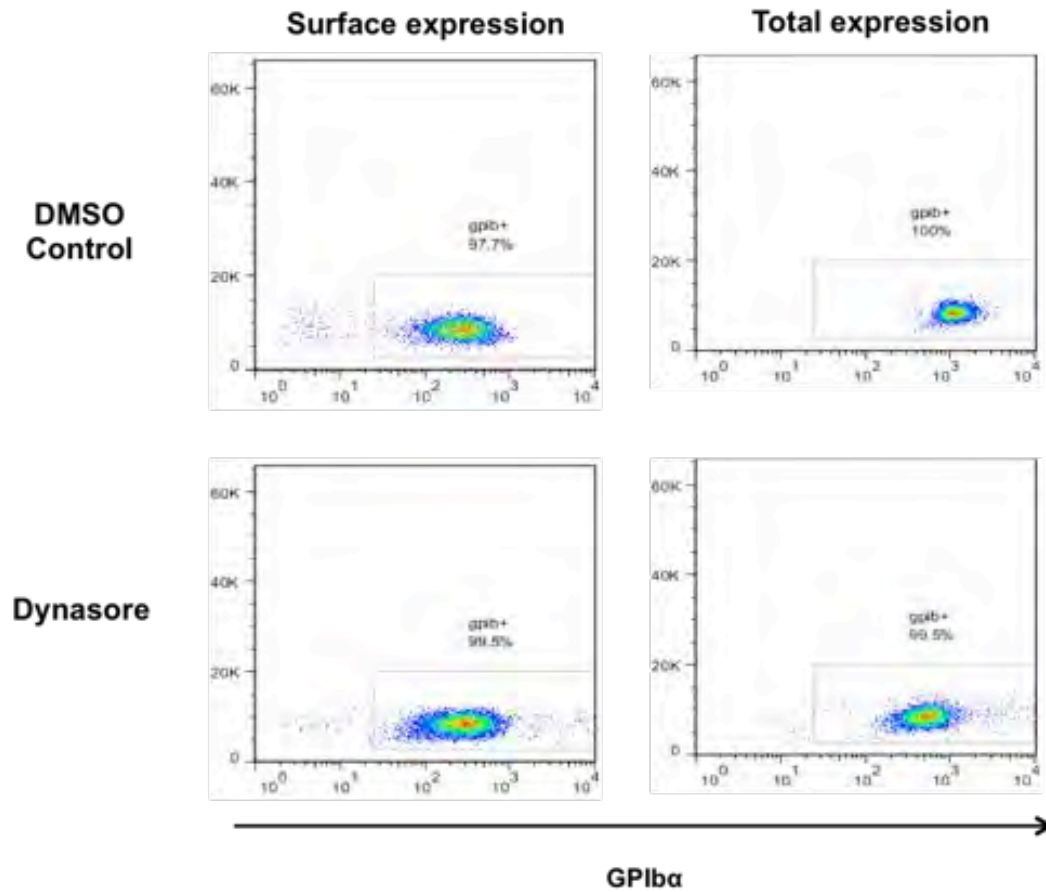 Surface expression
Total expression
DMSO
Control
60K
40K
20K
0
10^0 10^1 10^2 10^3 10^4
gpib+
97.7%
60K
40K
20K
0
10^0 10^1 10^2 10^3 10^4
gpib+
100%
Dynasore
60K
40K
20K
0
10^0 10^1 10^2 10^3 10^4
gpib+
99.5%
60K
40K
20K
0
10^0 10^1 10^2 10^3 10^4
gpib+
99.5%
GPIbα